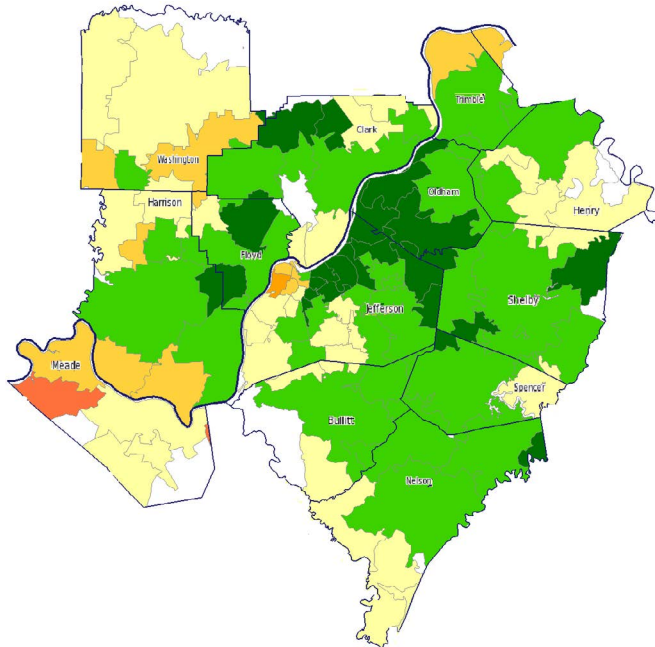 Trimble
Clark
Washington
Oldham
Harrison
Henry
Floyd
Shelby
Jefferson
Meade
Spencer
Bullitt
Nelson